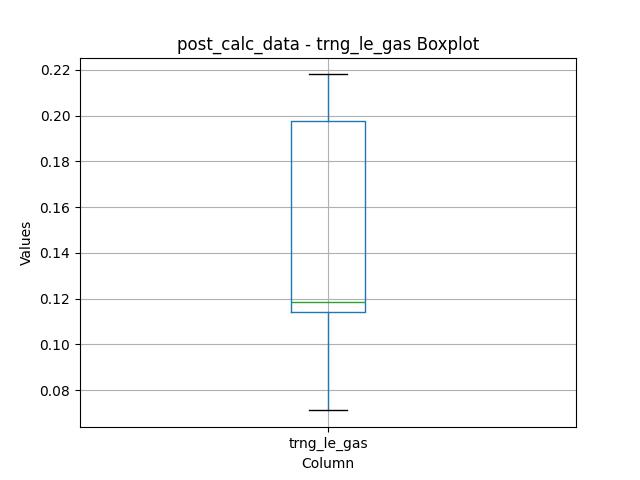 post_calc_data - trng_le_gas Boxplot
0.22
0.20
0.18
0.16
0.14
0.12
0.10
0.08
Values
trng_le_gas
Column